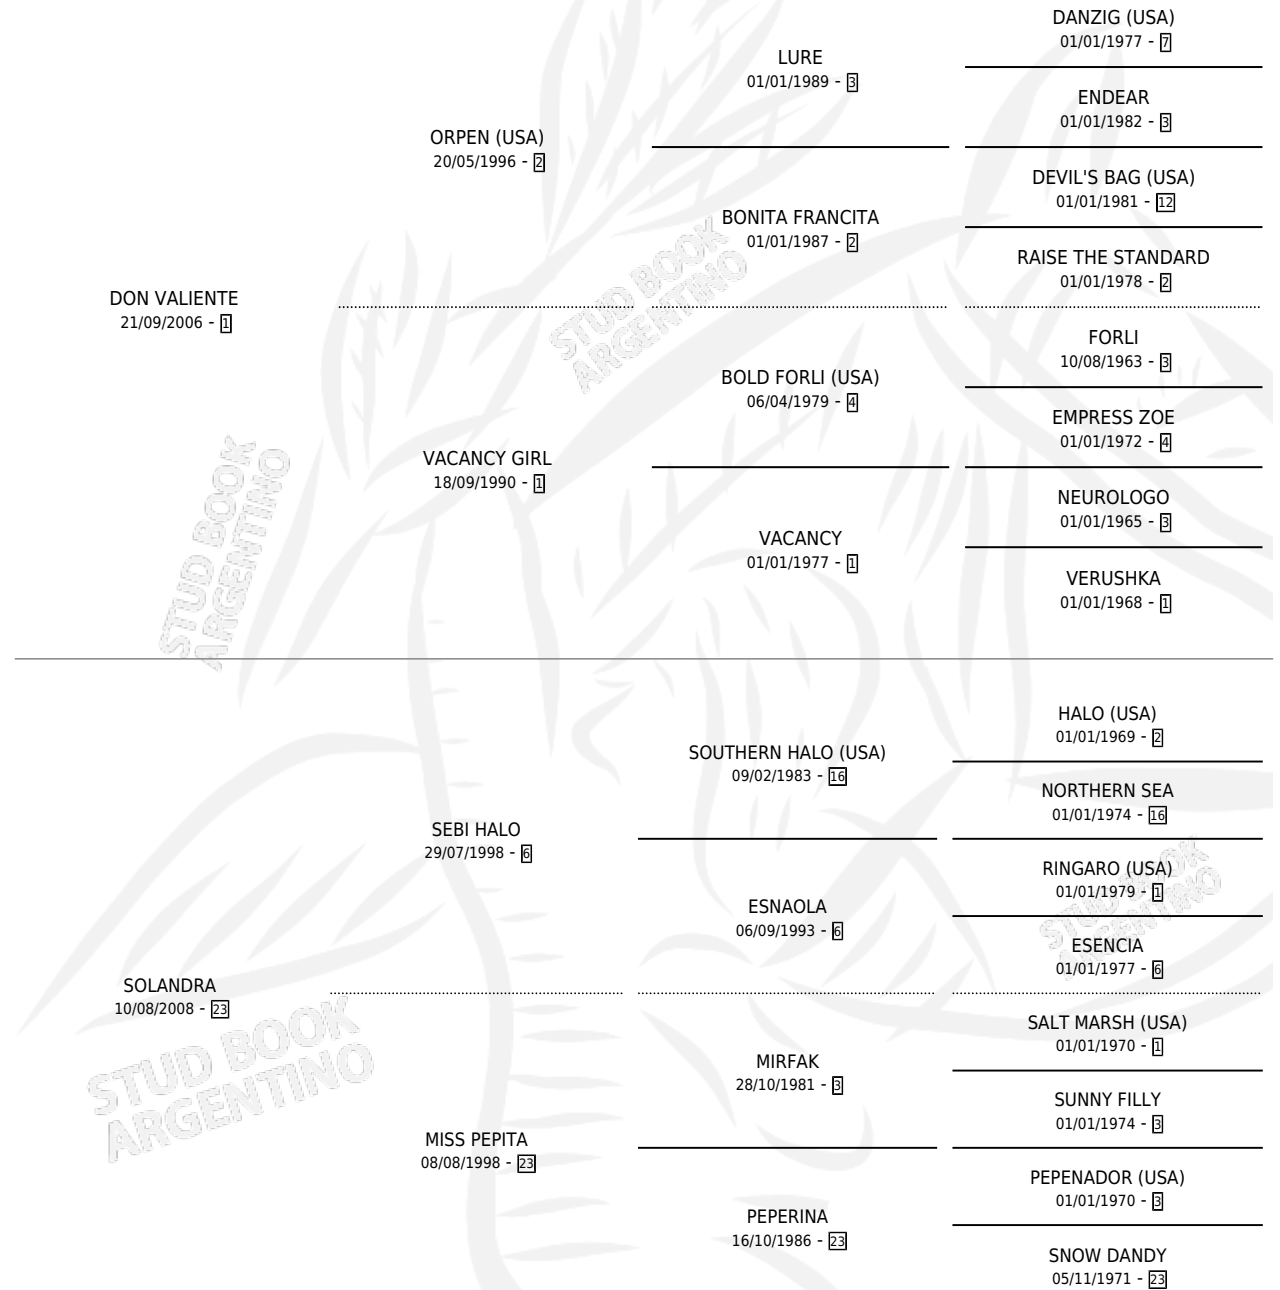 DANZIG (USA)
01/01/1977 - 7
LURE
01/01/1989 - 3
ENDEAR
01/01/1982 - 3
ORPEN (USA)
20/05/1996 - 2
DEVIL'S BAG (USA)
01/01/1981 - 12
BONITA FRANCITA
01/01/1987 - 2
RAISE THE STANDARD
01/01/1978 - 2
DON VALIENTE
21/09/2006 - 1
FORLI
10/08/1963 - 3
BOLD FORLI (USA)
06/04/1979 - 4
EMPRESS ZOE
01/01/1972 - 4
VACANCY GIRL
18/09/1990 - 1
NEUROLOGO
01/01/1965 - 3
VACANCY
01/01/1977 - 1
VERUSHKA
01/01/1968 - 1
HALO (USA)
01/01/1969 - 2
SOUTHERN HALO (USA)
09/02/1983 - 16
NORTHERN SEA
01/01/1974 - 16
SEBI HALO
29/07/1998 - 6
RINGARO (USA)
01/01/1979 - 1
ESNAOLA
06/09/1993 - 6
ESENCIA
01/01/1977 - 6
SOLANDRA
10/08/2008 - 23
SALT MARSH (USA)
01/01/1970 - 1
MIRFAK
28/10/1981 - 3
SUNNY FILLY
01/01/1974 - 3
MISS PEPITA
08/08/1998 - 23
PEPENADOR (USA)
01/01/1970 - 3
PEPERINA
16/10/1986 - 23
SNOW DANDY
05/11/1971 - 23
STUD BOOK
ARGENTINO
STUD BOOK
ARGENTINO
STUD BOOK
ARGENTINO
STUD BOOK
ARGENTINO